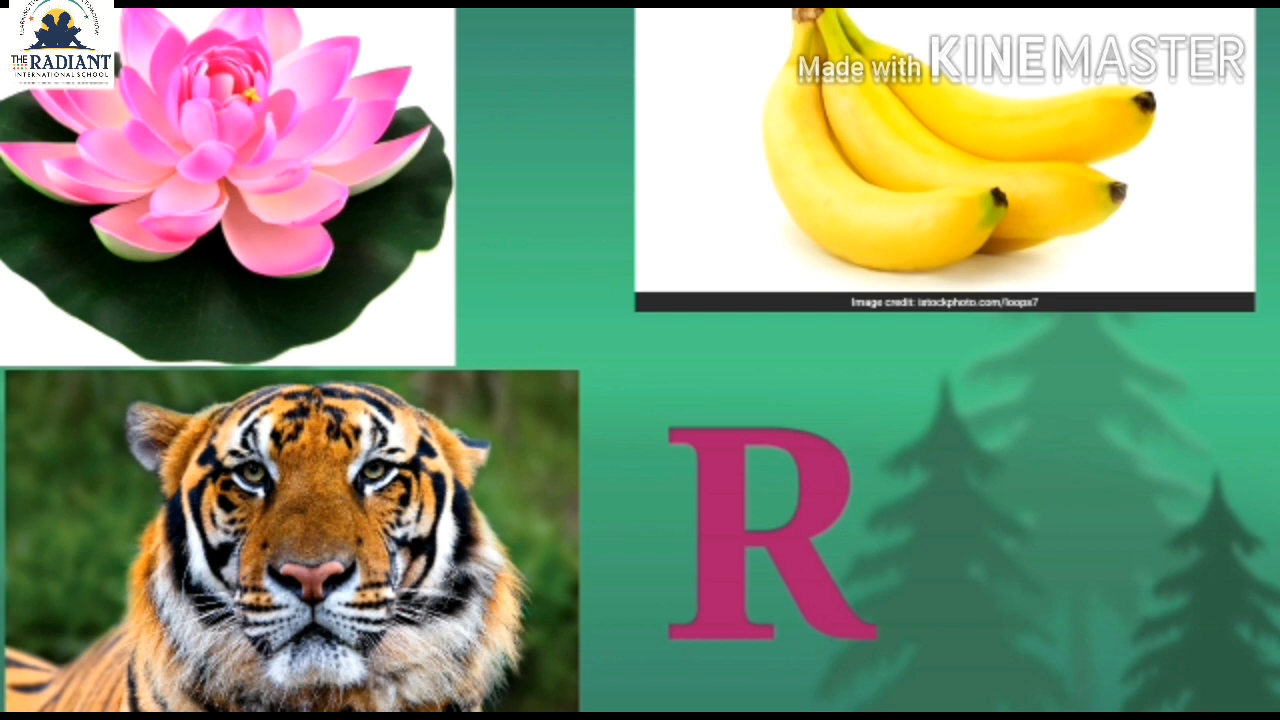 THE RADIANT
INTERNATIONAL SCHOOL
Made with KINEMASTER
Image credit: istockphoto.com/loops7
R